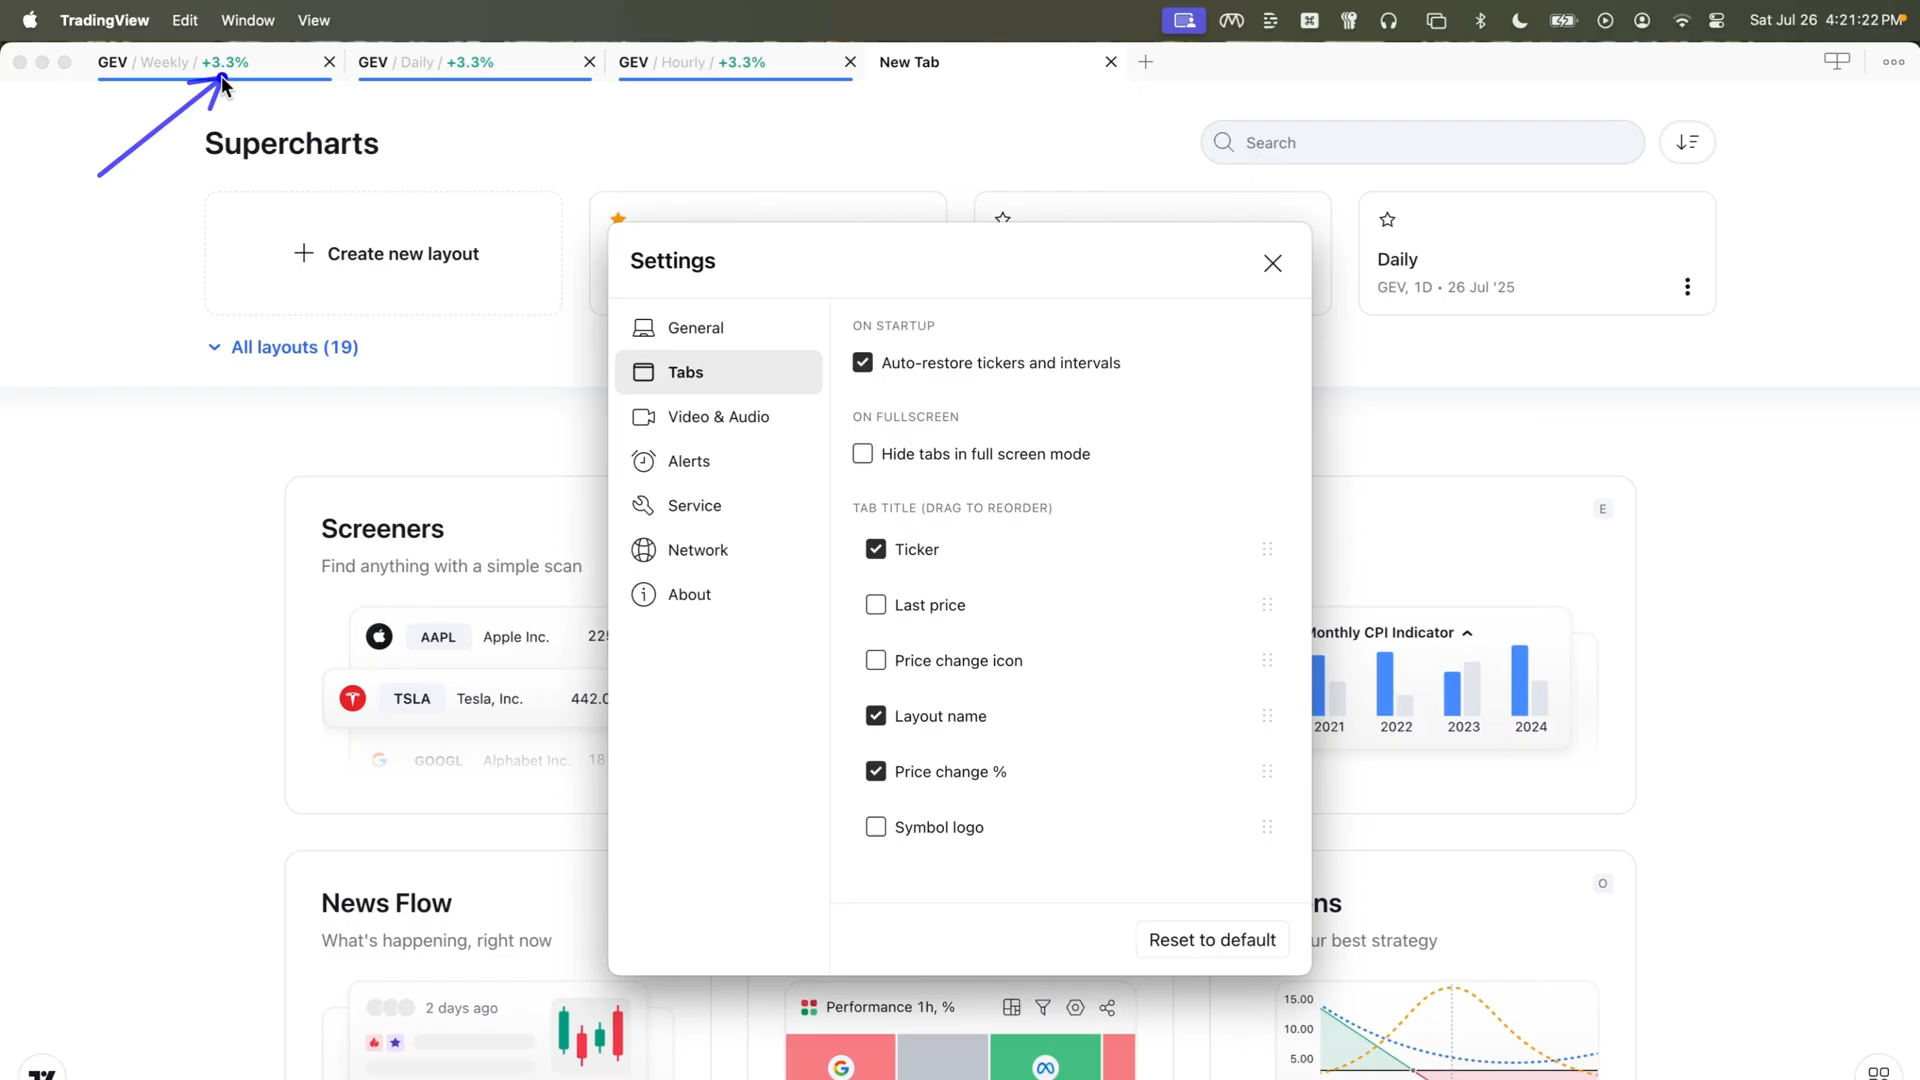 TradingView Edit Window View Sat Jul 26 4:21:22 PM
GEV / Weekly / +3.3% GEV / Daily / +3.3% GEV / Hourly / +3.3% New Tab
Supercharts
Search
Create new layout
Daily
GEV, 1D • 26 Jul '25
All layouts (19)
Settings
General
Tabs
Video & Audio
Alerts
Service
Network
About
ON STARTUP
Auto-restore tickers and intervals
ON FULLSCREEN
Hide tabs in full screen mode
TAB TITLE (DRAG TO REORDER)
Ticker
Last price
Price change icon
Layout name
Price change %
Symbol logo
Reset to default
Screeners
Find anything with a simple scan
AAPL Apple Inc.
TSLA Tesla, Inc.
GOOGL Alphabet Inc.
E
Monthly CPI Indicator
2021 2022 2023 2024
News Flow
What's happening, right now
2 days ago
Performance 1h, %
O
ns
ur best strategy
15.00
10.00
5.00